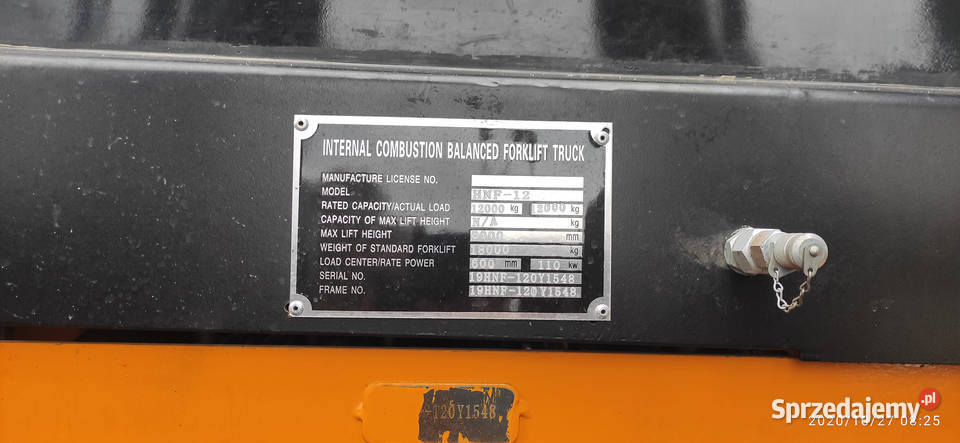 INTERNAL COMBUSTION BALANCED FORKLIFT TRUCK
MANUFACTURE LICENSE NO.
MODEL HNF-12
RATED CAPACITY/ACTUAL LOAD 12000 kg 12000 kg
CAPACITY OF MAX LIFT HEIGHT N/A kg
MAX LIFT HEIGHT mm
WEIGHT OF STANDARD FORKLIFT 18000 kg
LOAD CENTER/RATE POWER 600 mm 110 kw
SERIAL NO. 19HNF-120Y1548
FRAME NO. 19HNF-120Y1548
-120Y1548
Sprzedajemy.pl
2020/10/27 08:25